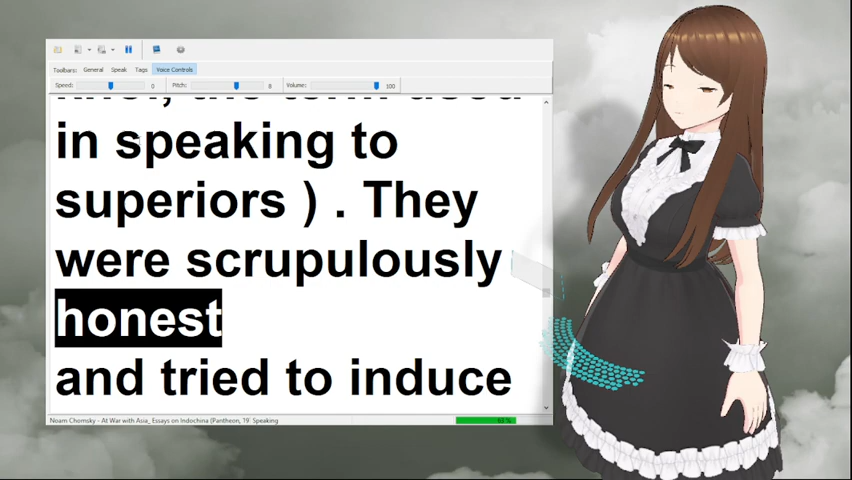 Toolbars: General Speak Tags Voice Controls
Speed: 0 Pitch: 8 Volume: 100
in speaking to
superiors ) . They
were scrupulously
honest
and tried to induce
Noam Chomsky - At War with Asia_ Essays on Indochina (Pantheon, 19 Speaking